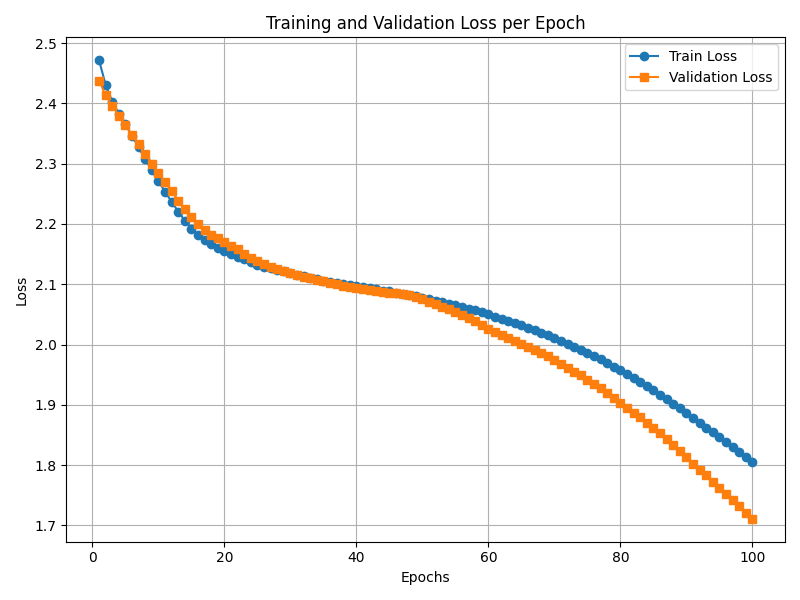 Training and Validation Loss per Epoch
Train Loss
Validation Loss
Loss
2.5
2.4
2.3
2.2
2.1
2.0
1.9
1.8
1.7
0 20 40 60 80 100
Epochs